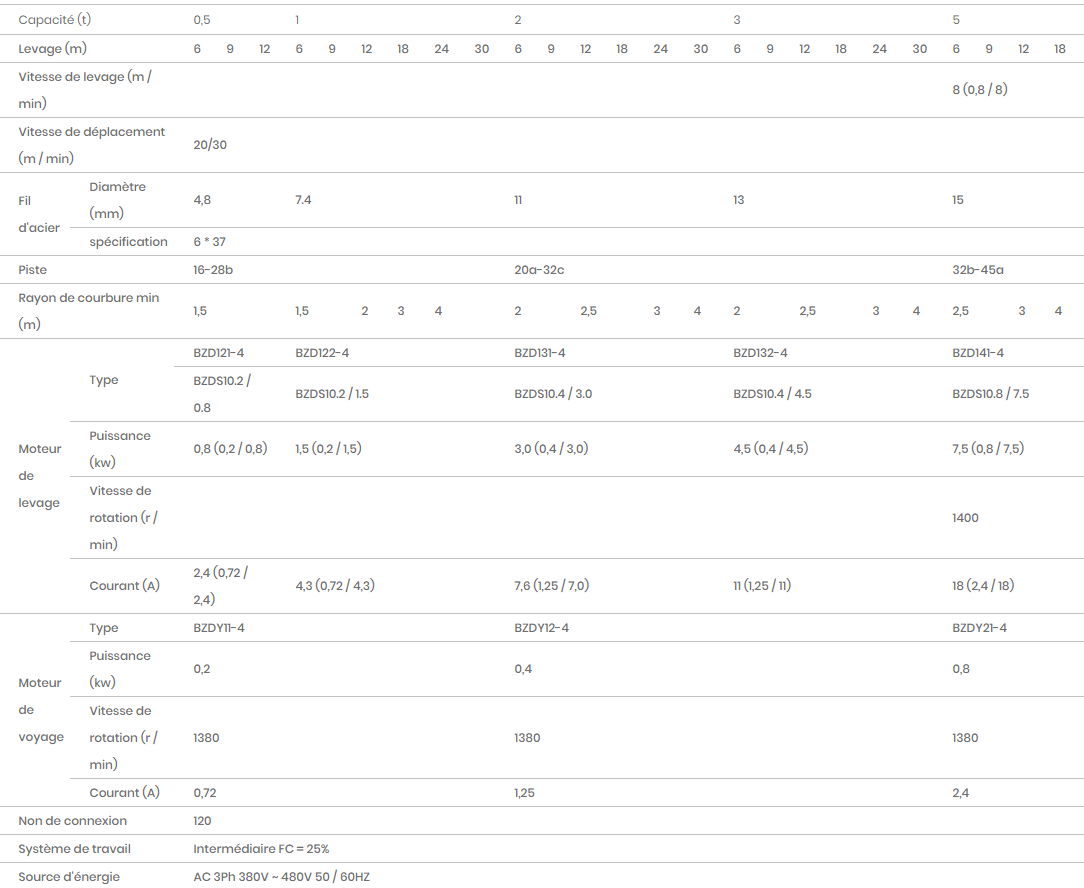 Capacité (t) 0,5 1 2 3 5
Levage (m) 6 9 12 6 9 12 18 24 30 6 9 12 18 24 30 6 9 12 18 24 30 6 9 12 18
Vitesse de levage (m /
min) 8 (0,8 / 8)
Vitesse de déplacement
(m / min) 20/30
Fil
d'acier
Diamètre
(mm) 4,8 7.4 11 13 15
spécification 6 * 37
Piste 16-28b 20a-32c 32b-45a
Rayon de courbure min
(m) 1,5 1,5 2 3 4 2 2,5 3 4 2 2,5 3 4 2,5 3 4
Moteur
de
levage
Type BZD121-4 BZD122-4 BZD131-4 BZD132-4 BZD141-4
BZDS10.2 /
0.8 BZDS10.2 / 1.5 BZDS10.4 / 3.0 BZDS10.4 / 4.5 BZDS10.8 / 7.5
Puissance
(kw) 0,8 (0,2 / 0,8) 1,5 (0,2 / 1,5) 3,0 (0,4 / 3,0) 4,5 (0,4 / 4,5) 7,5 (0,8 / 7,5)
Vitesse de
rotation (r /
min) 1400
Courant (A) 2,4 (0,72 /
2,4) 4,3 (0,72 / 4,3) 7,6 (1,25 / 7,0) 11 (1,25 / 11) 18 (2,4 / 18)
Moteur
de
voyage
Type BZDY11-4 BZDY12-4 BZDY21-4
Puissance
(kw) 0,2 0,4 0,8
Vitesse de
rotation (r /
min) 1380 1380 1380
Courant (A) 0,72 1,25 2,4
Non de connexion 120
Système de travail Intermédiaire FC = 25%
Source d'énergie AC 3Ph 380V ~ 480V 50 / 60HZ